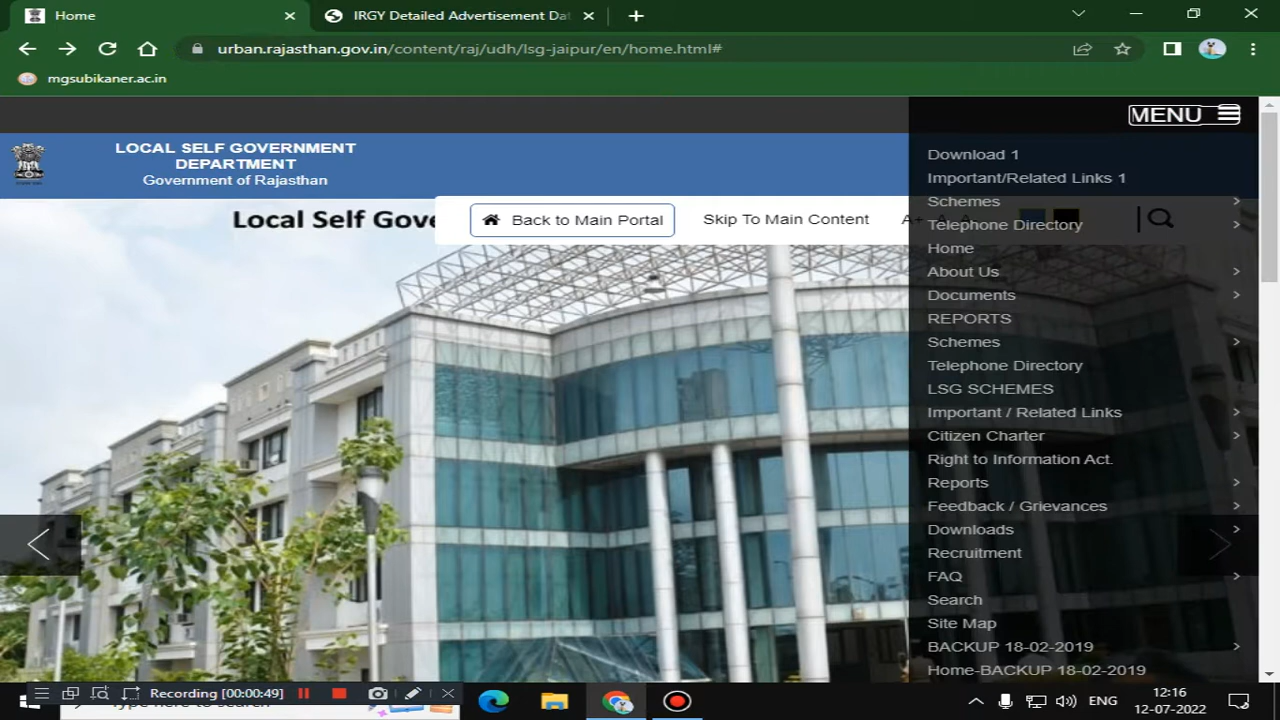 Home
IRGY Detailed Advertisement Dat
urban.rajasthan.gov.in/content/raj/udh/lsg-jaipur/en/home.html#
mgsubikaner.ac.in
MENU
LOCAL SELF GOVERNMENT
DEPARTMENT
Government of Rajasthan
Local Self Gove
Back to Main Portal
Skip To Main Content
A+
A
A
Download 1
Important/Related Links 1
Schemes
Telephone Directory
Home
About Us
Documents
REPORTS
Schemes
Telephone Directory
LSG SCHEMES
Important / Related Links
Citizen Charter
Right to Information Act.
Reports
Feedback / Grievances
Downloads
Recruitment
FAQ
Search
Site Map
BACKUP 18-02-2019
Home-BACKUP 18-02-2019
Recording [00:00:49]
Type here to search
ENG
12:16
12-07-2022